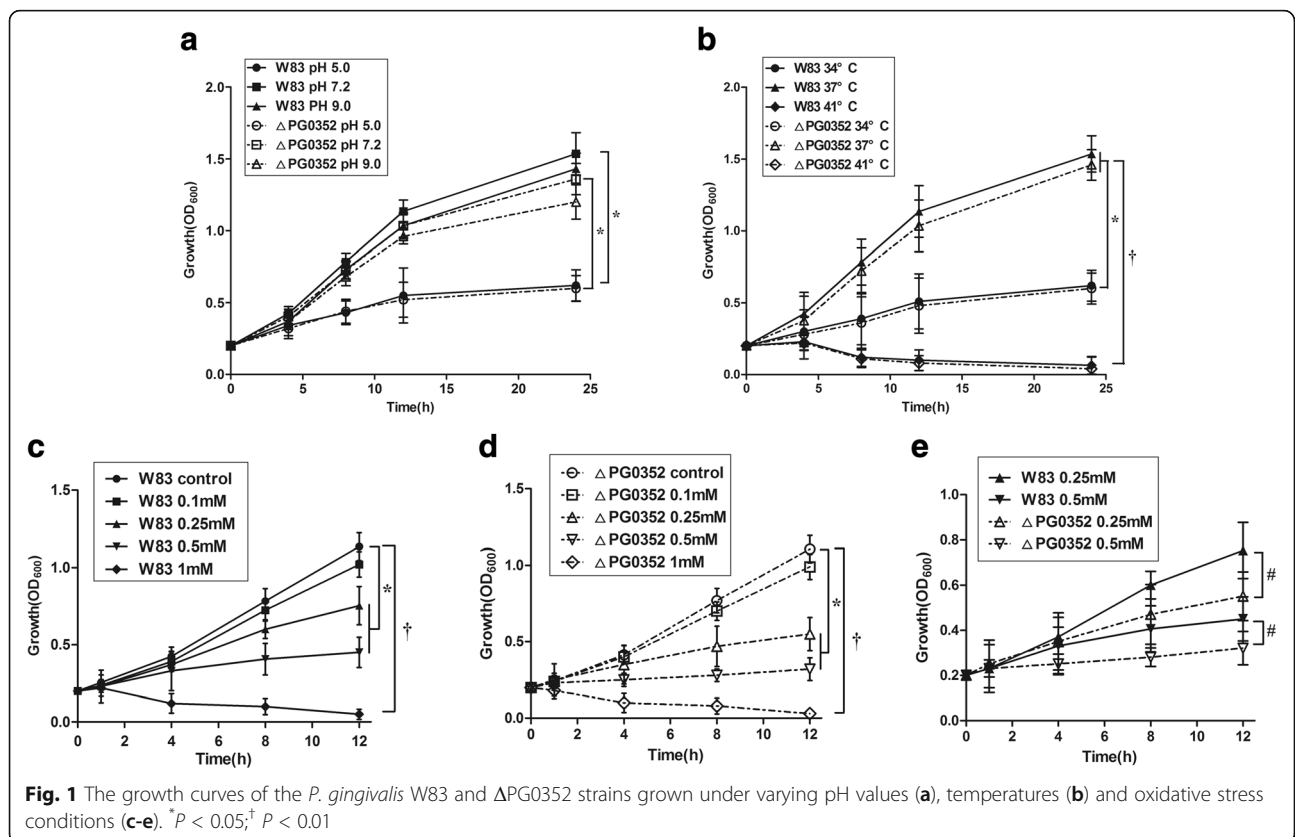 a
W83 pH 5.0
W83 pH 7.2
W83 PH 9.0
△PG0352 pH 5.0
△PG0352 pH 7.2
△PG0352 pH 9.0
Growth(OD600)
2.0
1.5
1.0
0.5
0.0
0 5 10 15 20 25
Time(h)
*
*
b
W83 34° C
W83 37° C
W83 41° C
△PG0352 34° C
△PG0352 37° C
△PG0352 41° C
Growth(OD600)
2.0
1.5
1.0
0.5
0.0
0 5 10 15 20 25
Time(h)
*
†
c
W83 control
W83 0.1mM
W83 0.25mM
W83 0.5mM
W83 1mM
Growth(OD600)
1.5
1.0
0.5
0.0
0 2 4 6 8 10 12
Time(h)
*
†
d
△PG0352 control
△PG0352 0.1mM
△PG0352 0.25mM
△PG0352 0.5mM
△PG0352 1mM
Growth(OD600)
1.5
1.0
0.5
0.0
0 2 4 6 8 10 12
Time(h)
*
†
e
W83 0.25mM
W83 0.5mM
△PG0352 0.25mM
△PG0352 0.5mM
Growth(OD600)
1.0
0.8
0.6
0.4
0.2
0.0
0 2 4 6 8 10 12
Time(h)
#
#
Fig. 1 The growth curves of the P. gingivalis W83 and ΔPG0352 strains grown under varying pH values (a), temperatures (b) and oxidative stress
conditions (c-e). *P < 0.05;† P < 0.01